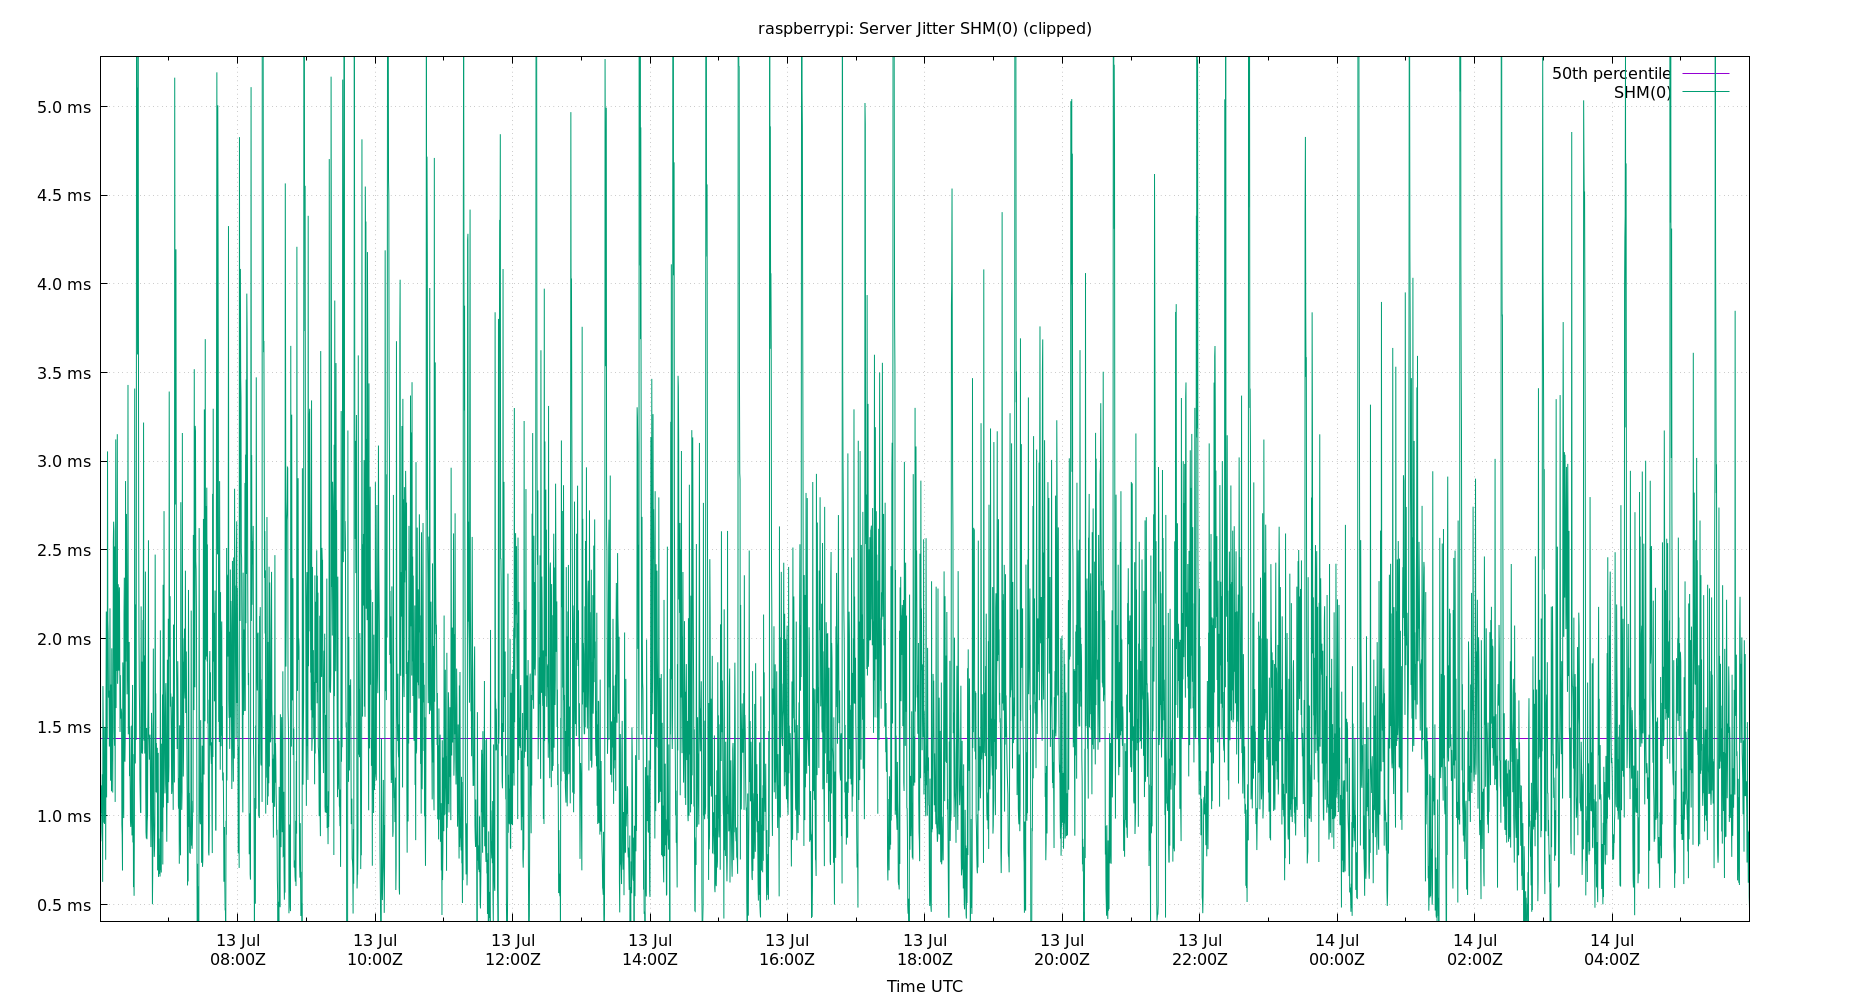 raspberrypi: Server Jitter SHM(0) (clipped)
50th percentile
SHM(0)
5.0 ms
4.5 ms
4.0 ms
3.5 ms
3.0 ms
2.5 ms
2.0 ms
1.5 ms
1.0 ms
0.5 ms
13 Jul 13 Jul 13 Jul 13 Jul 13 Jul 13 Jul 13 Jul 13 Jul 14 Jul 14 Jul 14 Jul
08:00Z 10:00Z 12:00Z 14:00Z 16:00Z 18:00Z 20:00Z 22:00Z 00:00Z 02:00Z 04:00Z
Time UTC